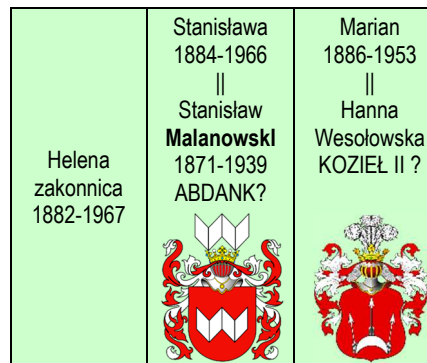 Helena
zakonnica
1882-1967
Stanisława
1884-1966
||
Stanisław
Malanowskl
1871-1939
ABDANK?
Marian
1886-1953
||
Hanna
Wesołowska
KOZIEŁ II ?